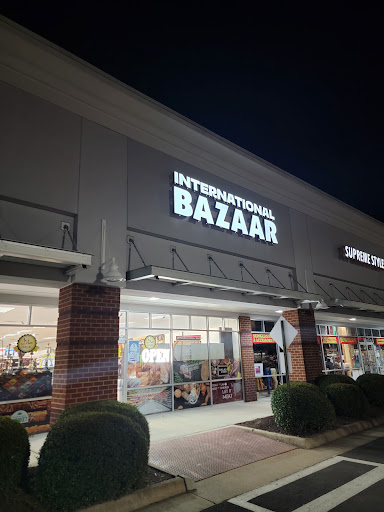 INTERNATIONAL
BAZAAR
SUPREME STYLE
OPEN